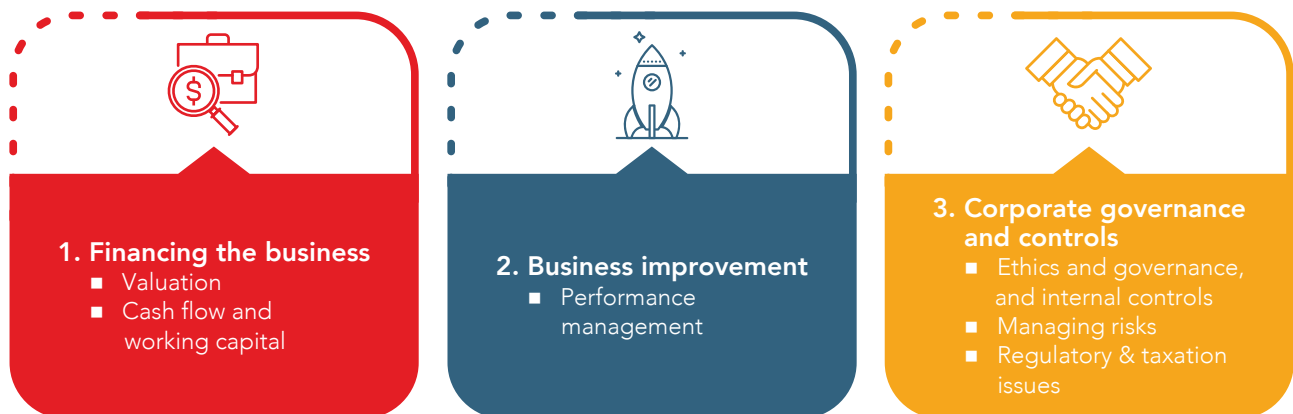 $
1. Financing the business
■ Valuation
■ Cash flow and
working capital
2. Business improvement
■ Performance
management
3. Corporate governance
and controls
■ Ethics and governance,
and internal controls
■ Managing risks
■ Regulatory & taxation
issues